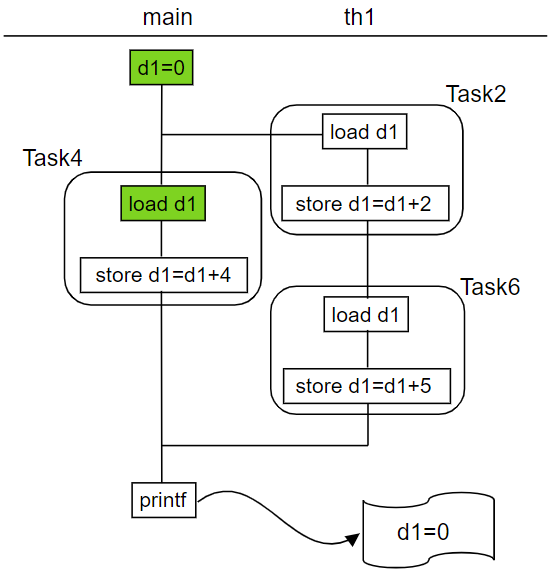 main
th1
d1=0
Task2
load d1
Task4
load d1
store d1=d1+2
store d1=d1+4
Task6
load d1
store d1=d1+5
printf
d1=0